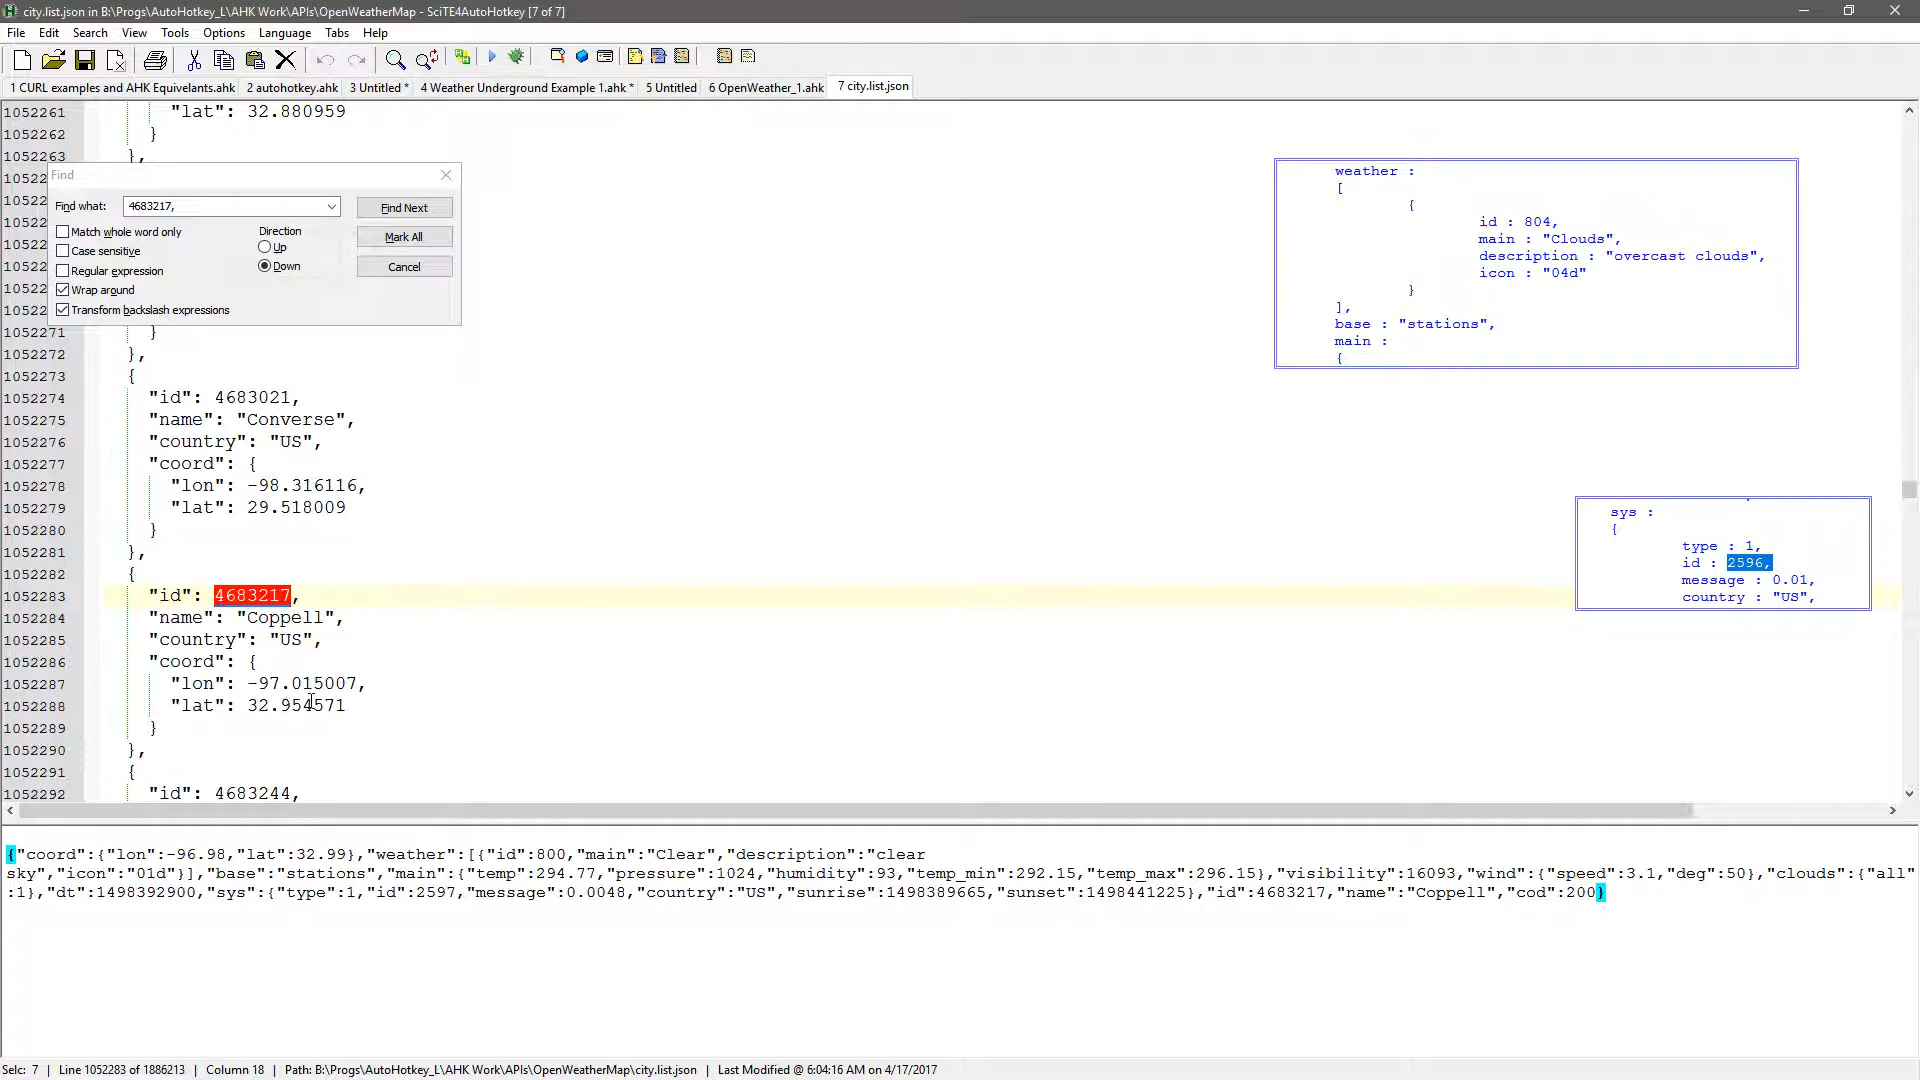 city.list.json in B:\Progs\AutoHotkey_L\AHK Work\APIs\OpenWeatherMap - SciTE4AutoHotkey [7 of 7]
File Edit Search View Tools Options Language Tabs Help
1 CURL examples and AHK Equivelants.ahk 2 autohotkey.ahk 3 Untitled * 4 Weather Underground Example 1.ahk * 5 Untitled 6 OpenWeather_1.ahk 7 city.list.json
1052261 "lat": 32.880959
1052262 }
1052263 },
Find
Find what: 4683217, Find Next
Match whole word only Direction Mark All
Case sensitive Up
Regular expression Down Cancel
Wrap around
Transform backslash expressions
1052271 }
1052272 },
1052273 {
1052274 "id": 4683021,
1052275 "name": "Converse",
1052276 "country": "US",
1052277 "coord": {
1052278 "lon": -98.316116,
1052279 "lat": 29.518009
1052280 }
1052281 },
1052282 {
1052283 "id": 4683217,
1052284 "name": "Coppell",
1052285 "country": "US",
1052286 "coord": {
1052287 "lon": -97.015007,
1052288 "lat": 32.954571
1052289 }
1052290 },
1052291 {
1052292 "id": 4683244,
weather :
[
{
id : 804,
main : "Clouds",
description : "overcast clouds",
icon : "04d"
}
],
base : "stations",
main :
{
sys :
{
type : 1,
id : 2596,
message : 0.01,
country : "US",
{"coord":{"lon":-96.98,"lat":32.99},"weather":[{"id":800,"main":"Clear","description":"clear
sky","icon":"01d"}],"base":"stations","main":{"temp":294.77,"pressure":1024,"humidity":93,"temp_min":292.15,"temp_max":296.15},"visibility":16093,"wind":{"speed":3.1,"deg":50},"clouds":{"all"
:1},"dt":1498392900,"sys":{"type":1,"id":2597,"message":0.0048,"country":"US","sunrise":1498389665,"sunset":1498441225},"id":4683217,"name":"Coppell","cod":200}
Selc: 7 | Line 1052283 of 1886213 | Column 18 | Path: B:\Progs\AutoHotkey_L\AHK Work\APIs\OpenWeatherMap\city.list.json | Last Modified @ 6:04:16 AM on 4/17/2017